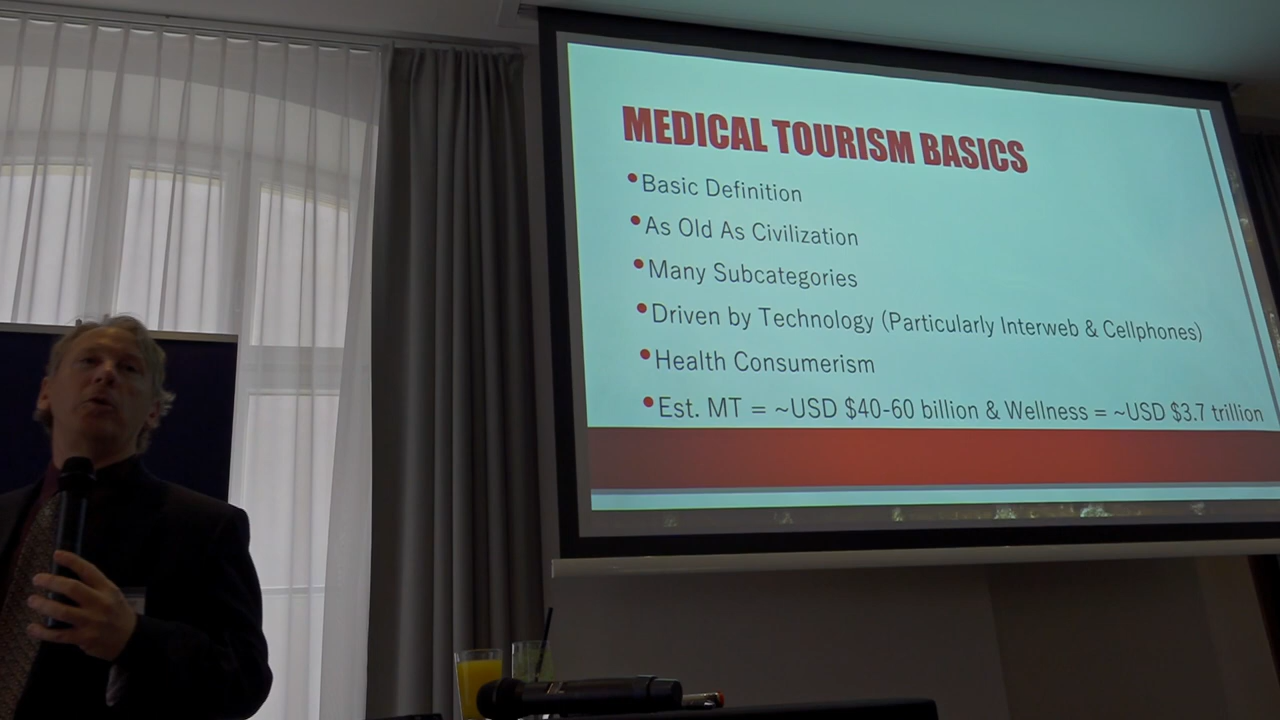 MEDICAL TOURISM BASICS
•Basic Definition
•As Old As Civilization
•Many Subcategories
•Driven by Technology (Particularly Interweb & Cellphones)
•Health Consumerism
•Est. MT = ~USD $40-60 billion & Wellness = ~USD $3.7 trillion